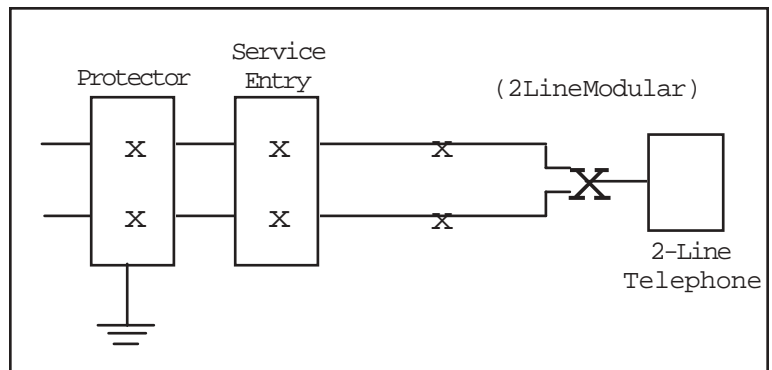 Service
Protector Entry
(2LineModular)
X X X
X X X
X
2-Line
Telephone